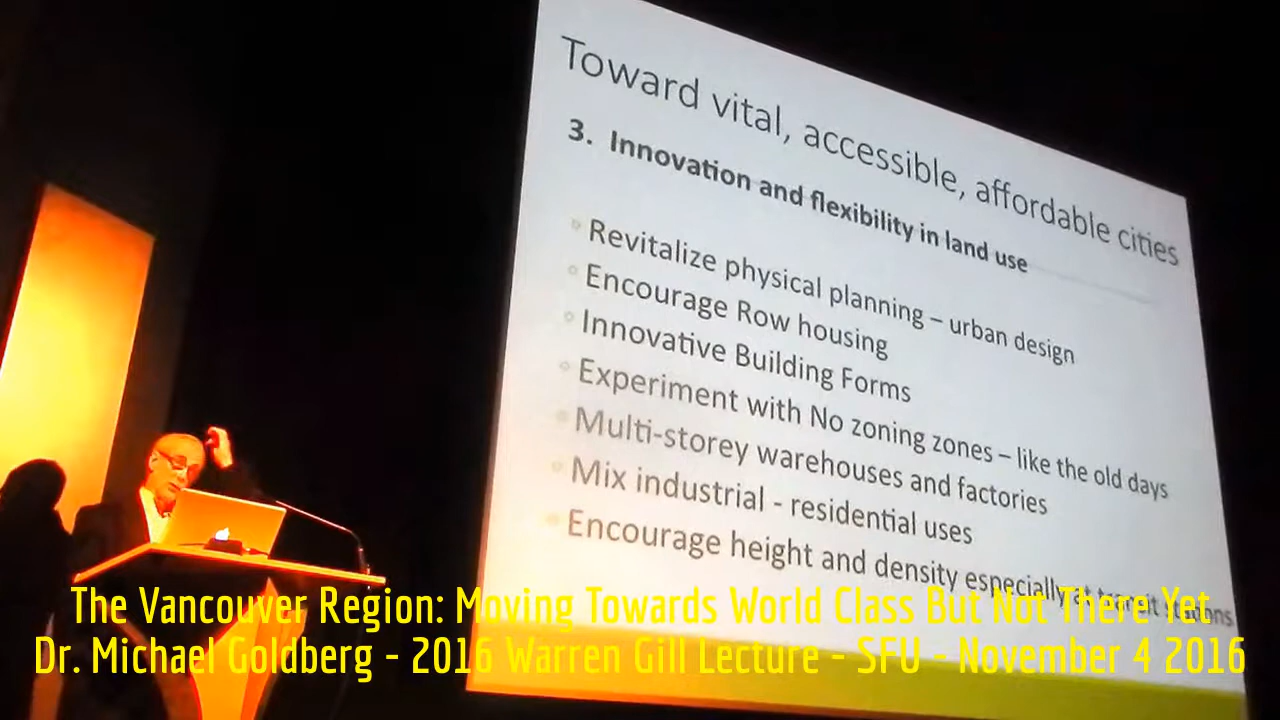 Toward vital, accessible, affordable cities
3. Innovation and flexibility in land use
Revitalize physical planning – urban design
Encourage Row housing
Innovative Building Forms
Experiment with No zoning zones – like the old days
Multi-storey warehouses and factories
Mix industrial - residential uses
Encourage height and density especially at transit stations
The Vancouver Region: Moving Towards World Class But Not There Yet
Dr. Michael Goldberg - 2016 Warren Gill Lecture - SFU - November 4 2016